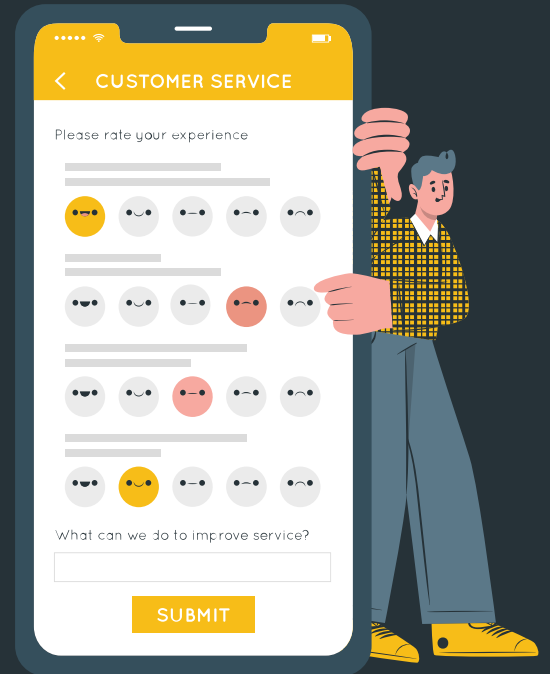 CUSTOMER SERVICE
Please rate your experience
What can we do to improve service?
SUBMIT